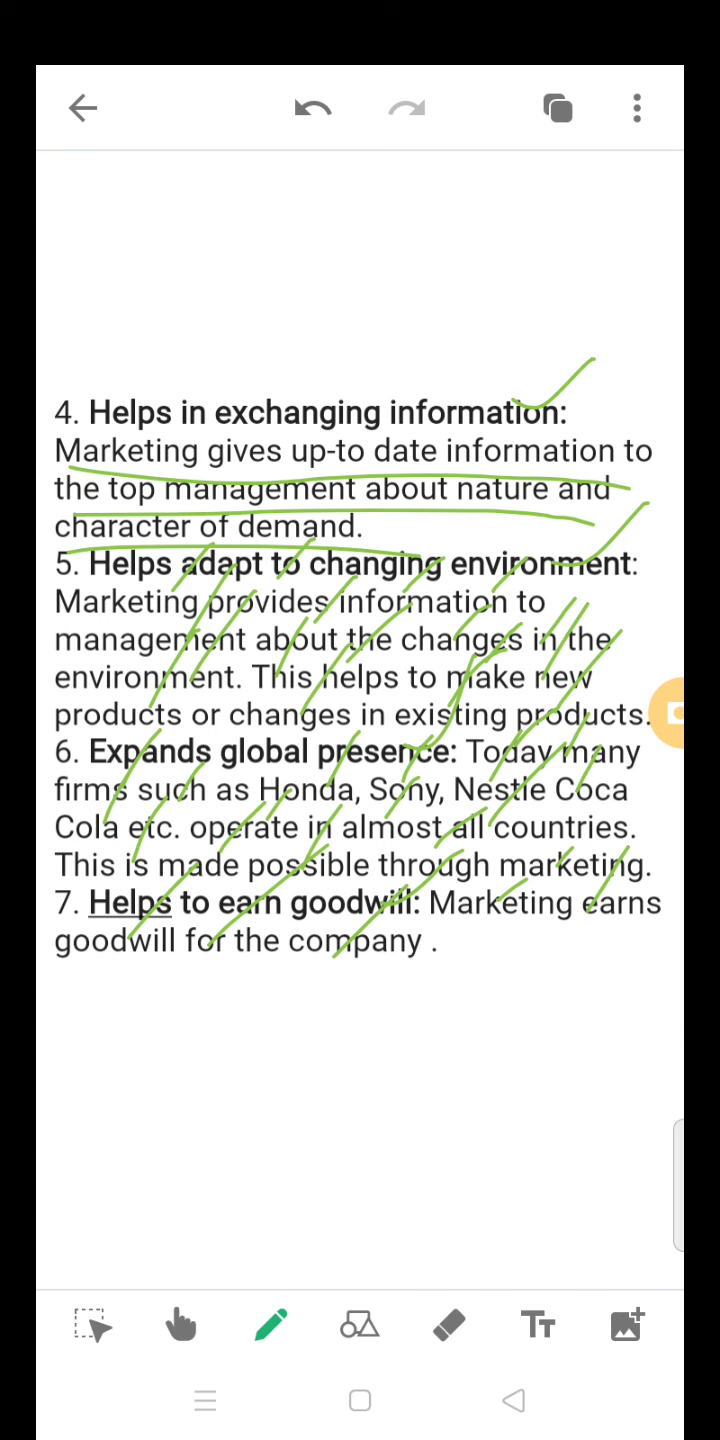 4. Helps in exchanging information:
Marketing gives up-to date information to
the top management about nature and
character of demand.
5. Helps adapt to changing environment:
Marketing provides information to
management about the changes in the
environment. This helps to make new
products or changes in existing products.
6. Expands global presence: Today many
firms such as Honda, Sony, Nestle Coca
Cola etc. operate in almost all countries.
This is made possible through marketing.
7. Helps to earn goodwill: Marketing earns
goodwill for the company .
TT